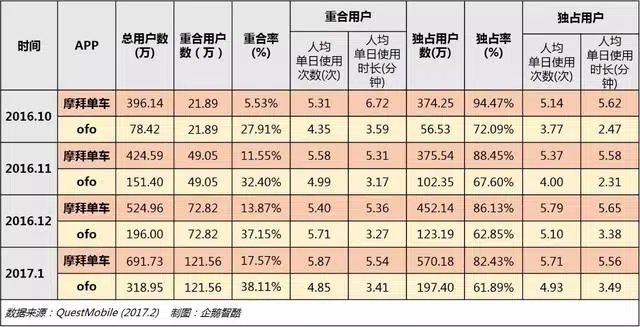 时间 APP 总用户数(万) 重合用户数(万) 重合率(%) 重合用户 独占用户数(万) 独占率(%) 独占用户
人均单日使用次数(次) 人均单日使用时长(分钟) 人均单日使用次数(次) 人均单日使用时长(分钟)
2016.10 摩拜单车 396.14 21.89 5.53% 5.31 6.72 374.25 94.47% 5.14 5.62
ofo 78.42 21.89 27.91% 4.35 3.59 56.53 72.09% 3.77 2.47
2016.11 摩拜单车 424.59 49.05 11.55% 5.58 5.31 375.54 88.45% 5.37 5.58
ofo 151.40 49.05 32.40% 4.99 3.17 102.35 67.60% 4.00 2.31
2016.12 摩拜单车 524.96 72.82 13.87% 5.40 5.36 452.14 86.13% 5.79 5.65
ofo 196.00 72.82 37.15% 5.71 3.27 123.19 62.85% 5.10 3.38
2017.1 摩拜单车 691.73 121.56 17.57% 5.87 5.54 570.18 82.43% 5.71 5.56
ofo 318.95 121.56 38.11% 4.85 3.41 197.40 61.89% 4.93 3.49
数据来源：QuestMobile (2017.2) 制图：企鹅智酷